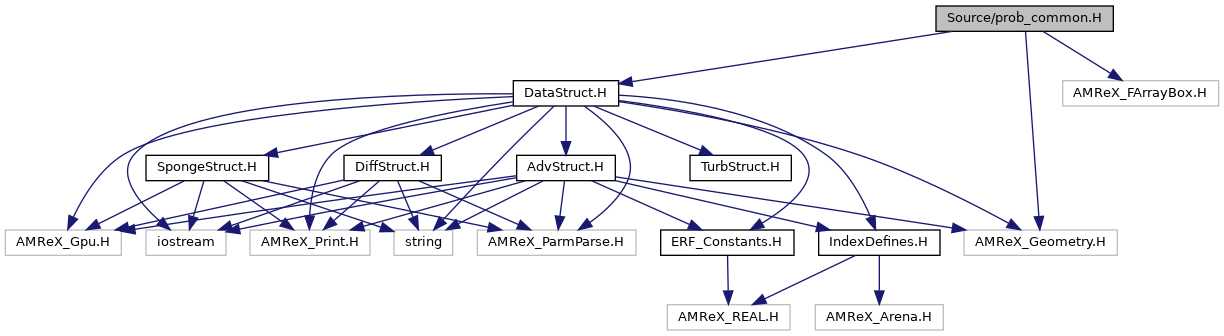 Source/prob_common.H
DataStruct.H
AMReX_FArrayBox.H
SpongeStruct.H
DiffStruct.H
AdvStruct.H
TurbStruct.H
AMReX_Gpu.H
iostream
AMReX_Print.H
string
AMReX_ParmParse.H
ERF_Constants.H
IndexDefines.H
AMReX_Geometry.H
AMReX_REAL.H
AMReX_Arena.H